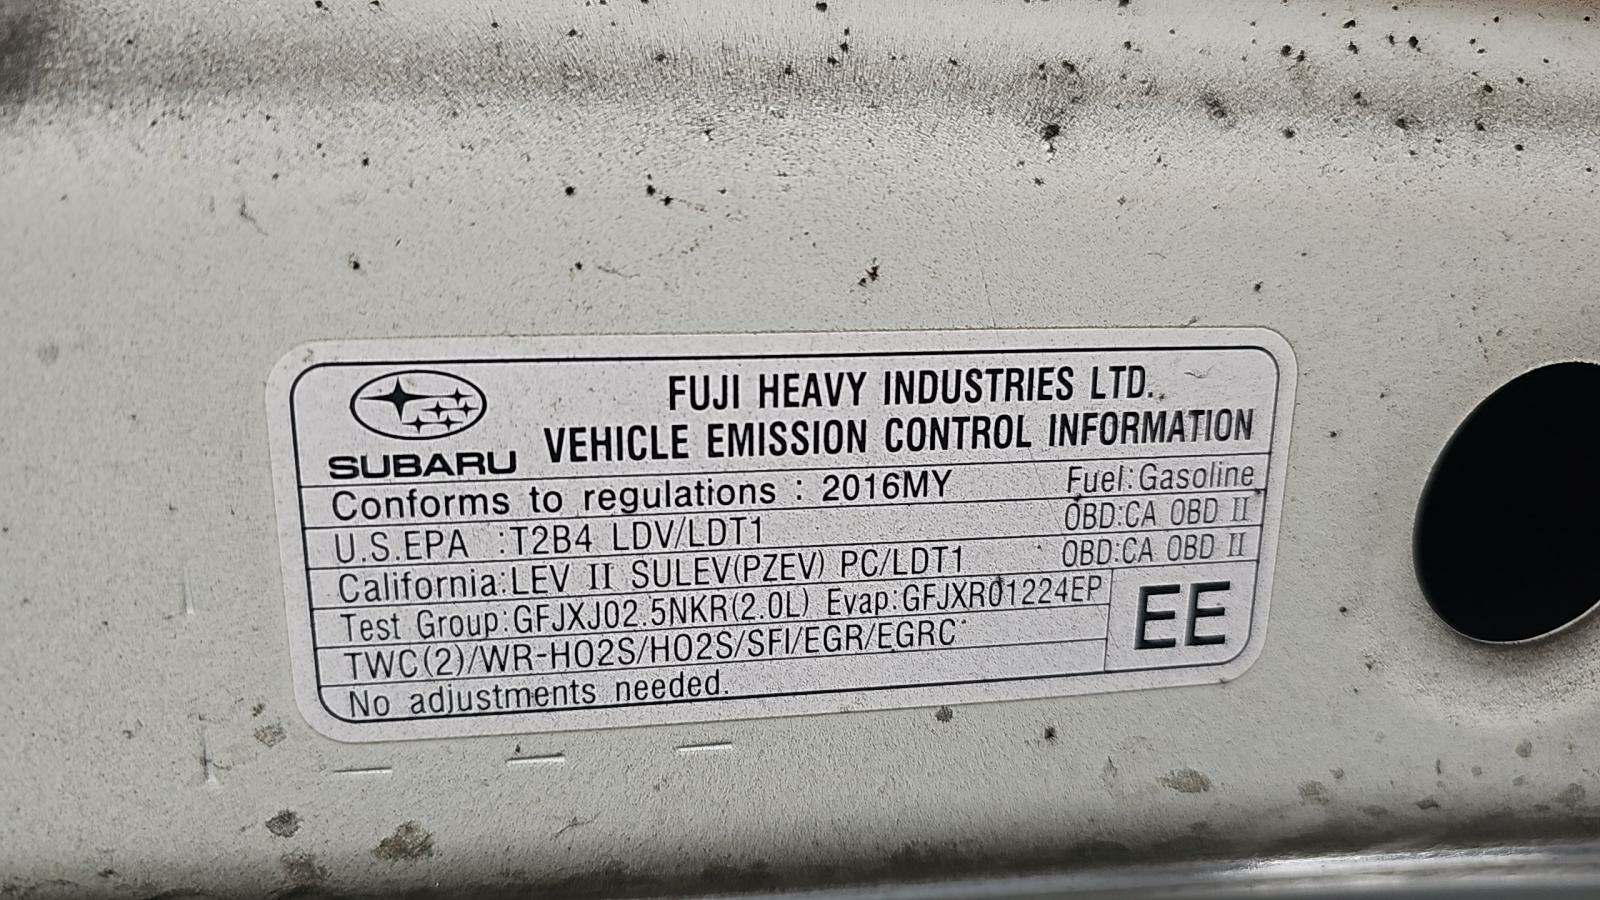 FUJI HEAVY INDUSTRIES LTD.
SUBARU VEHICLE EMISSION CONTROL INFORMATION
Conforms to regulations : 2016MY Fuel:Gasoline
U.S.EPA :T2B4 LDV/LDT1 OBD:CA OBD II
California:LEV II SULEV(PZEV) PC/LDT1 OBD:CA OBD II
Test Group:GFJXJ02.5NKR(2.0L) Evap:GFJXR01224EP
TWC(2)/WR-HO2S/HO2S/SFI/EGR/EGRC
No adjustments needed.
EE